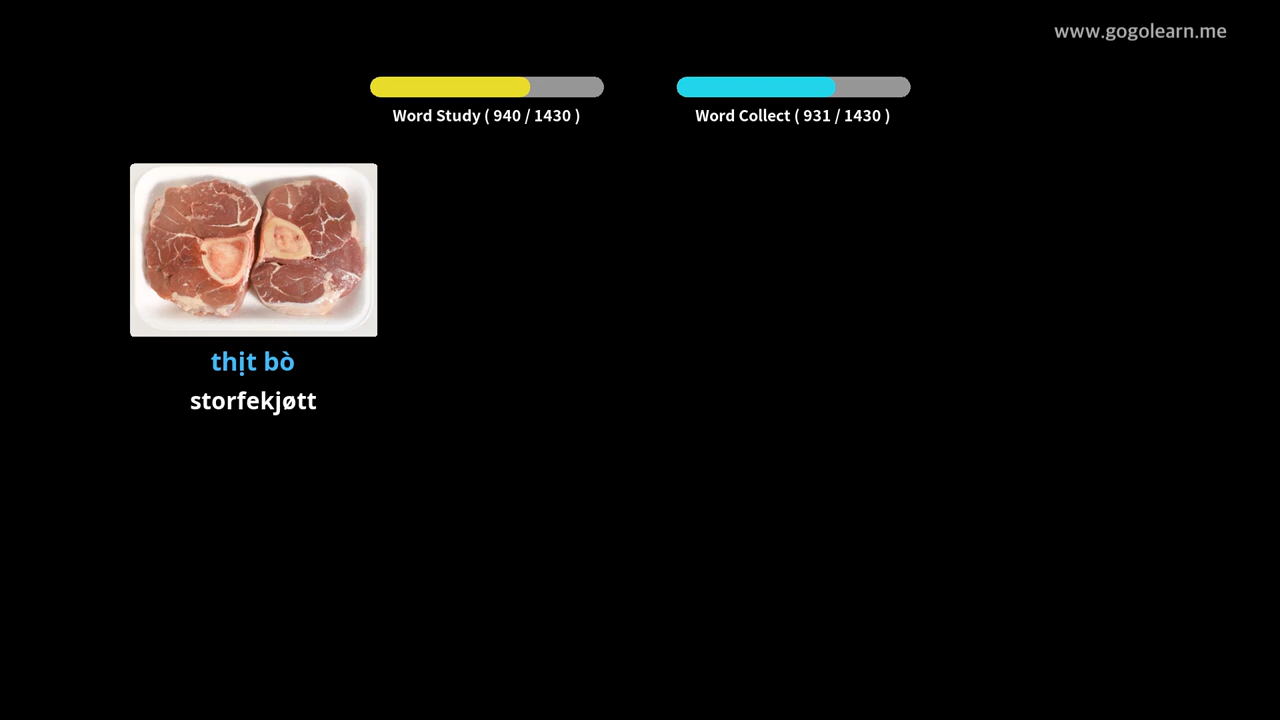 www.gogolearn.me
Word Study ( 940 / 1430 )
Word Collect ( 931 / 1430 )
thịt bò
storfekjøtt